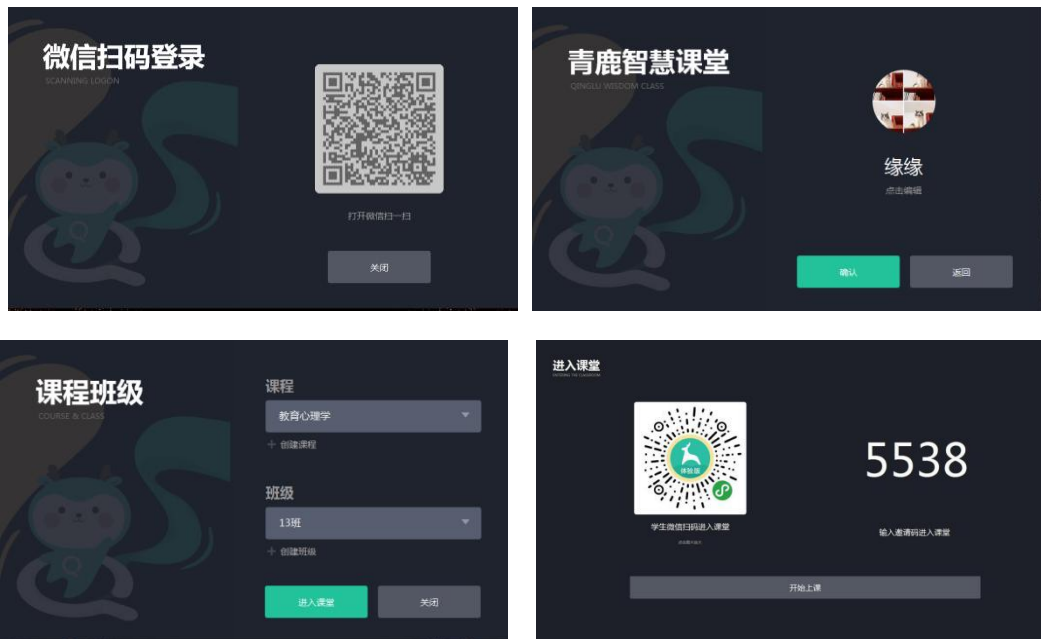 微信扫码登录
SCANNING LOGON
打开微信扫一扫
关闭
青鹿智慧课堂
QINGLU WISDOM CLASS
缘缘
点击编辑
确认
返回
课程班级
COURSE & CLASS
课程
教育心理学
+ 创建课程
班级
13班
+ 创建班级
进入课堂
关闭
Q
进入课堂
体验版
5538
学生微信扫码进入课堂
输入邀请码进入课堂
开始上课